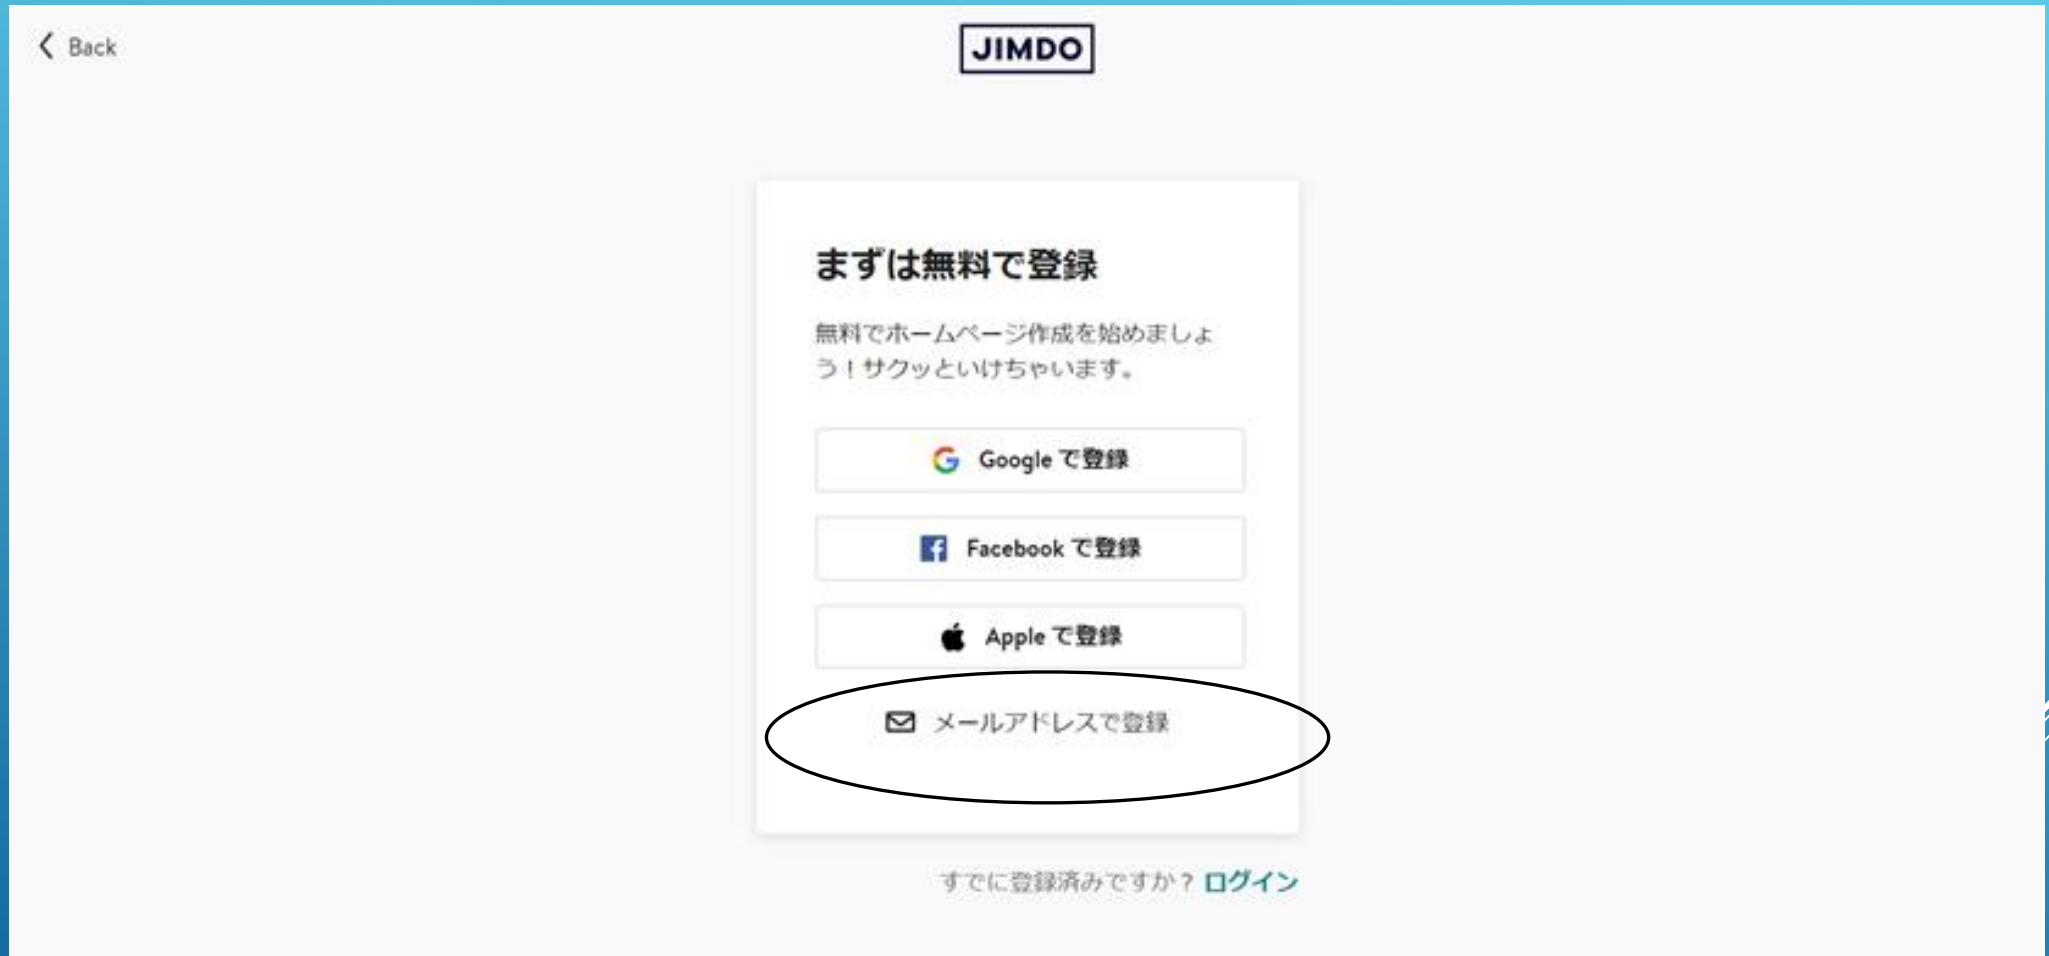 Back
JIMDO
まずは無料で登録
無料でホームページ作成を始めましょ
う！サクッといけちゃいます。
Google で登録
Facebook で登録
Apple で登録
メールアドレスで登録
すでに登録済みですか？ ログイン